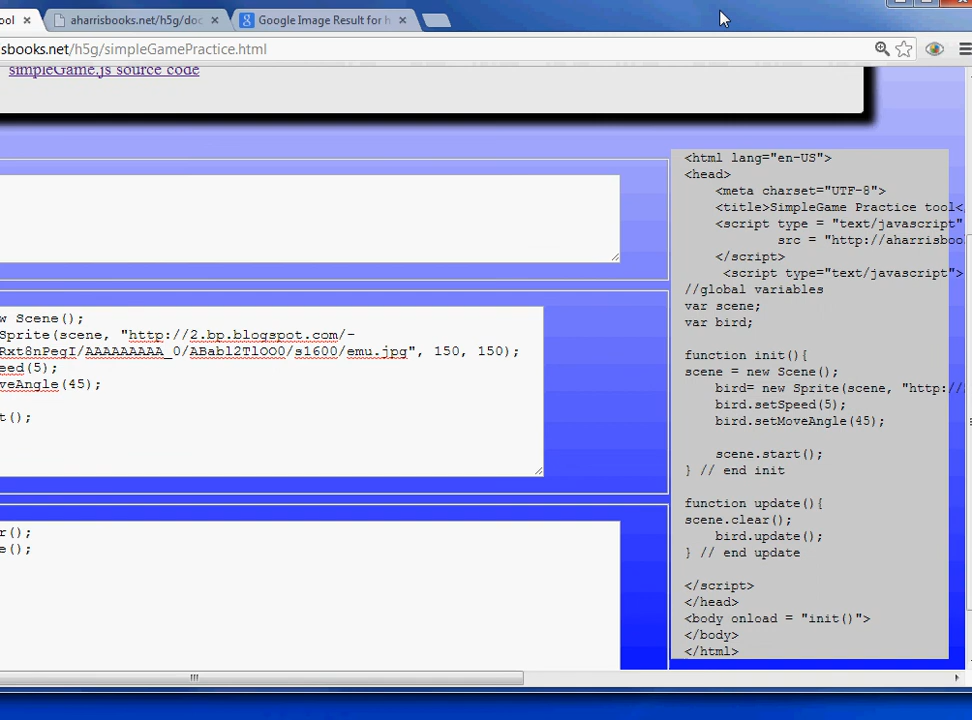 ool
aharrisbooks.net/h5g/doc
Google Image Result for h
sbooks.net/h5g/simpleGamePractice.html
simpleGame.js source code
w Scene();
Sprite(scene, "http://2.bp.blogspot.com/-
Rxt8nPegI/AAAAAAAAA_0/ABabl2TlOO0/s1600/emu.jpg", 150, 150);
eed(5);
veAngle(45);
t();
r();
e();
<html lang="en-US">
<head>
<meta charset="UTF-8">
<title>SimpleGame Practice tool<
<script type = "text/javascript"
src = "http://aharrisboo
</script>
<script type="text/javascript">
//global variables
var scene;
var bird;
function init(){
scene = new Scene();
bird= new Sprite(scene, "http:/
bird.setSpeed(5);
bird.setMoveAngle(45);
scene.start();
} // end init
function update(){
scene.clear();
bird.update();
} // end update
</script>
</head>
<body onload = "init()">
</body>
</html>